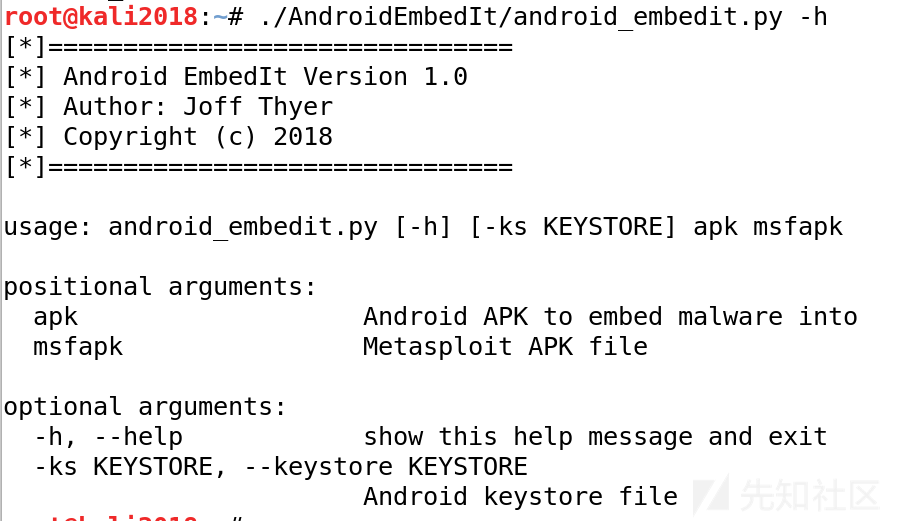 root@kali2018:~# ./AndroidEmbedIt/android_embedit.py -h
[*]===============================
[*] Android EmbedIt Version 1.0
[*] Author: Joff Thyer
[*] Copyright (c) 2018
[*]===============================
usage: android_embedit.py [-h] [-ks KEYSTORE] apk msfapk
positional arguments:
  apk                   Android APK to embed malware into
  msfapk                Metasploit APK file
optional arguments:
  -h, --help            show this help message and exit
  -ks KEYSTORE, --keystore KEYSTORE
                        Android keystore file
先知社区
root@kali2018:~#